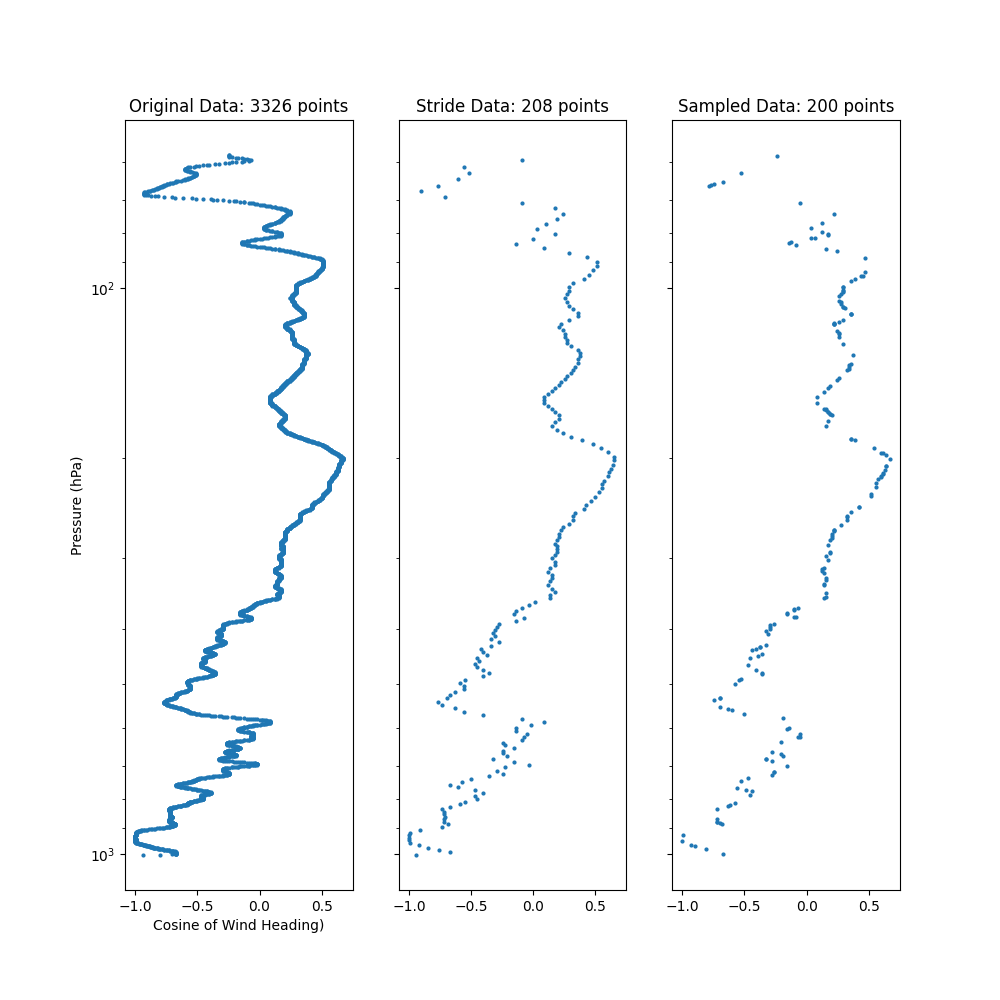 Original Data: 3326 points
Stride Data: 208 points
Sampled Data: 200 points
Pressure (hPa)
10²
10³
−1.0 −0.5 0.0 0.5
−1.0 −0.5 0.0 0.5
−1.0 −0.5 0.0 0.5
Cosine of Wind Heading)